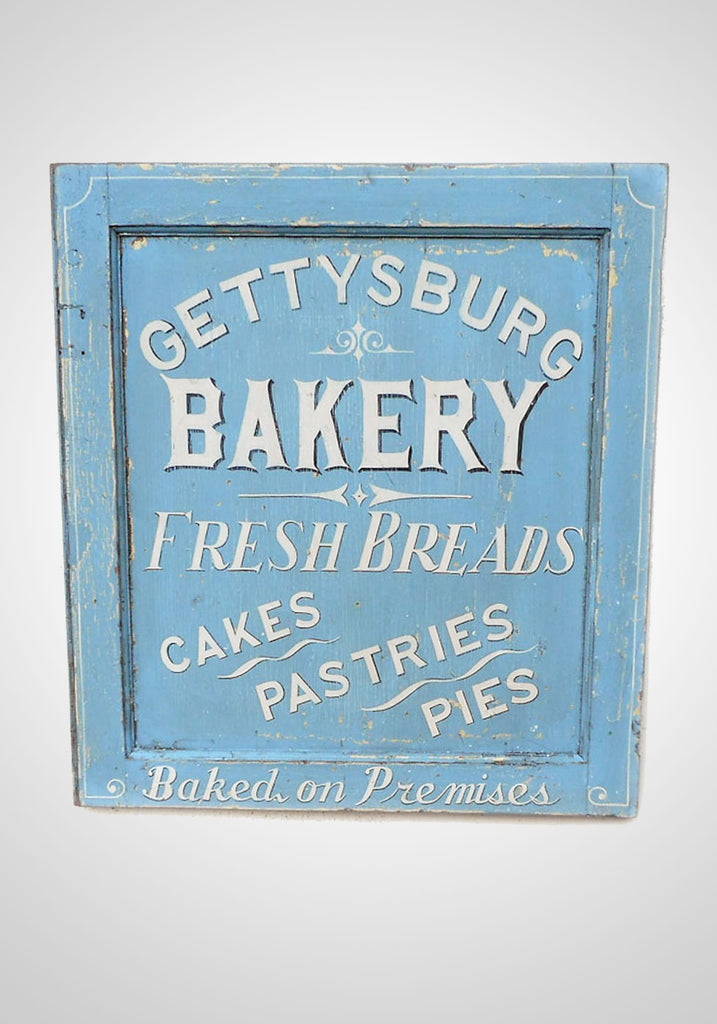 GETTYSBURG
BAKERY
FRESH BREADS
CAKES
PASTRIES
PIES
Baked on Premises